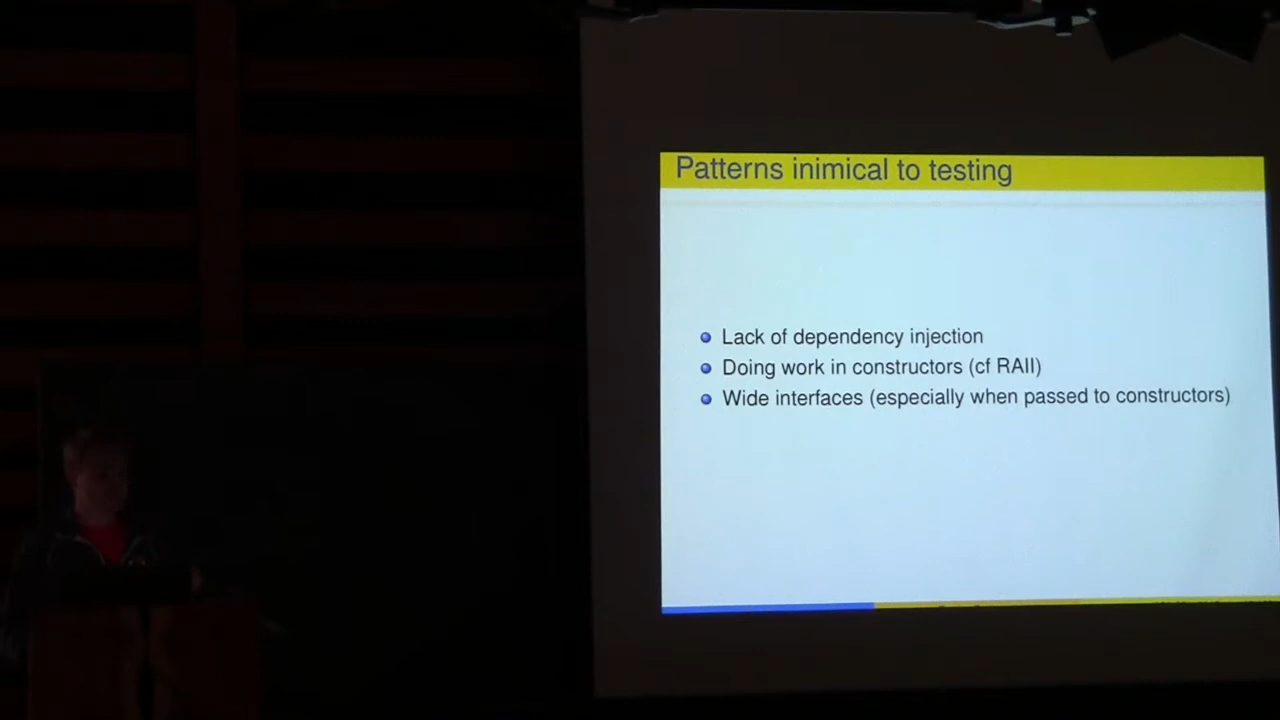 Patterns inimical to testing
Lack of dependency injection
Doing work in constructors (cf RAII)
Wide interfaces (especially when passed to constructors)